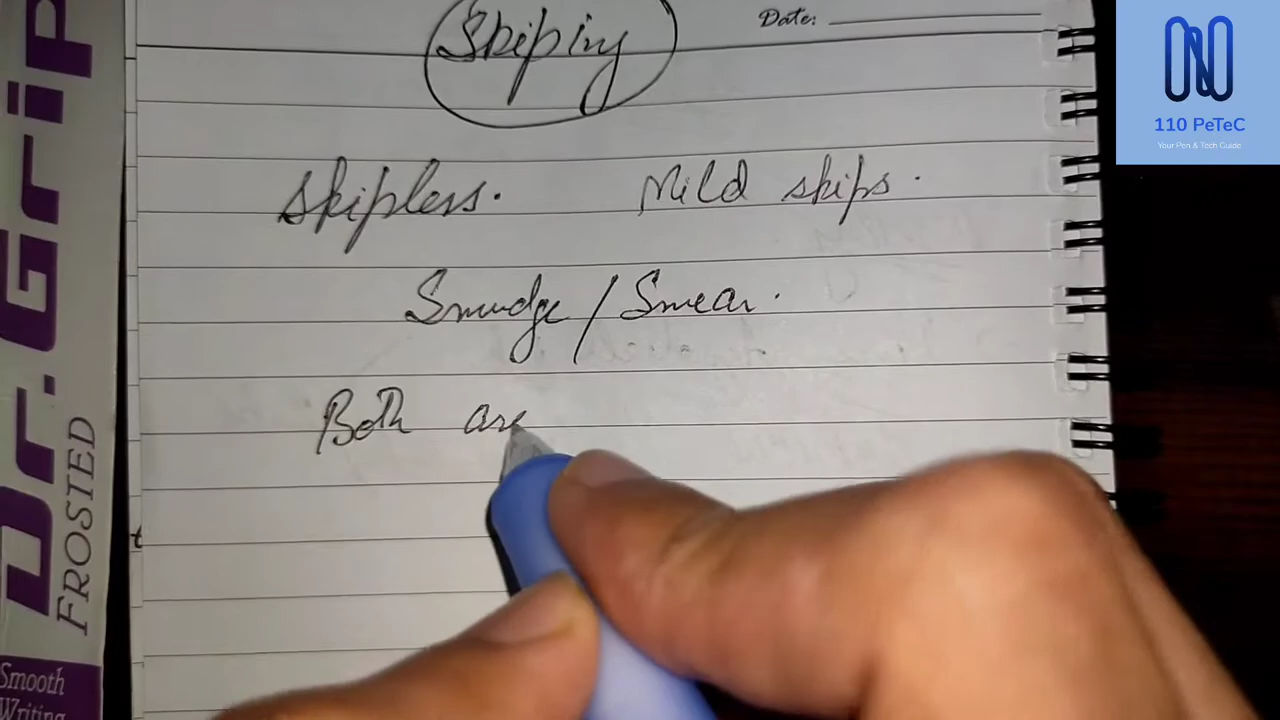 Skiping
Date:
Skipless. Mild skips.
Smudge / Smear.
Both are
Dr. Grip
FROSTED
Smooth
Writing
110 PeTeC
Your Pen & Tech Guide